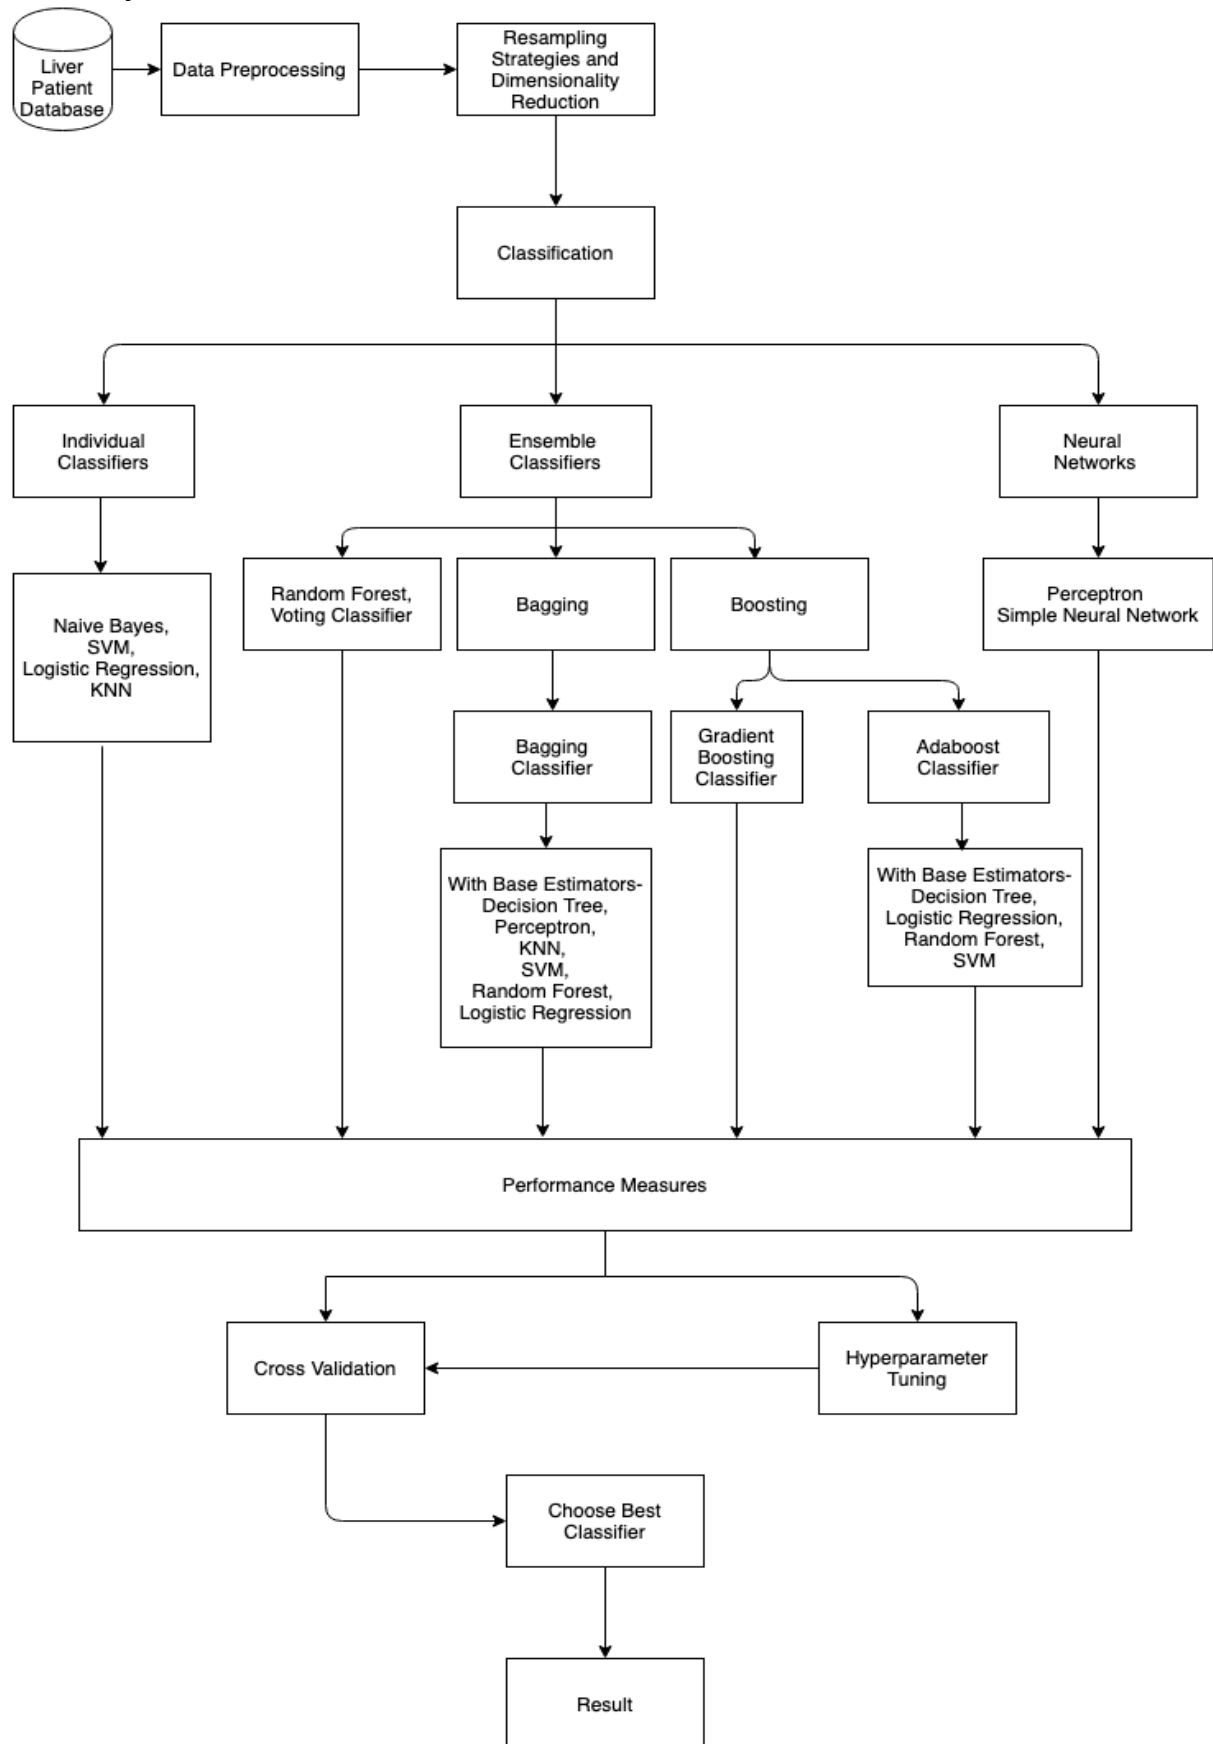 Liver
Patient
Database
Data Preprocessing
Resampling
Strategies and
Dimensionality
Reduction
Classification
Individual
Classifiers
Ensemble
Classifiers
Neural
Networks
Naive Bayes,
SVM,
Logistic Regression,
KNN
Random Forest,
Voting Classifier
Bagging
Boosting
Perceptron
Simple Neural Network
Bagging
Classifier
Gradient
Boosting
Classifier
Adaboost
Classifier
With Base Estimators-
Decision Tree,
Perceptron,
KNN,
SVM,
Random Forest,
Logistic Regression
With Base Estimators-
Decision Tree,
Logistic Regression,
Random Forest,
SVM
Performance Measures
Cross Validation
Hyperparameter
Tuning
Choose Best
Classifier
Result